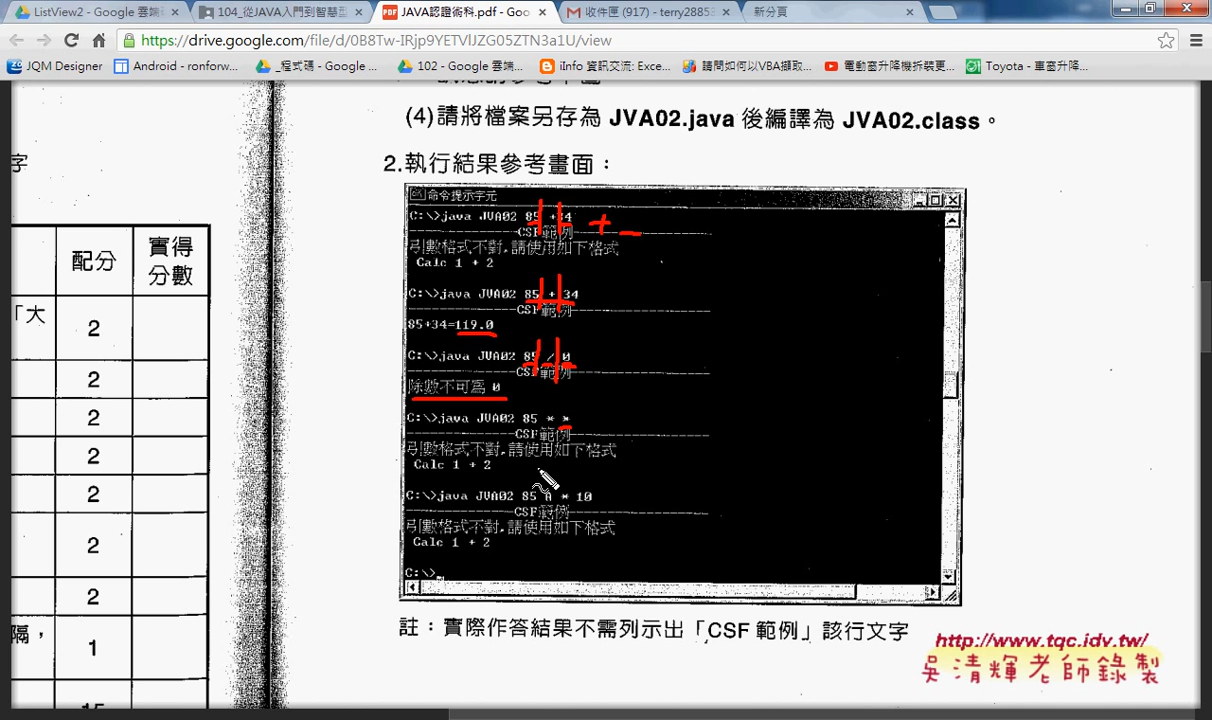 ListView2 - Google 雲端硬
104_從JAVA入門到智慧型
JAVA認證術科.pdf - Goo
收件匣 (917) - terry28853
新分頁
https://drive.google.com/file/d/0B8Tw-IRjp9YETVlJZG05ZTN3a1U/view
JQM Designer
Android - ronforw...
_程式碼 - Google ...
102 - Google 雲端...
iInfo 資訊交流: Exce...
請問如何以VBA擷取...
電動窗升降機拆裝更...
Toyota - 車窗升降...
(4)請將檔案另存為 JVA02.java 後編譯為 JVA02.class。
字
2.執行結果參考畫面：
命令提示字元
C:\>java JVA02 85 +34
CSF範例
引數格式不對,請使用如下格式
Calc 1 + 2
C:\>java JVA02 85 + 34
CSF範例
85+34=119.0
C:\>java JVA02 85 / 0
CSF範例
除數不可為 0
C:\>java JVA02 85 * *
CSF範例
引數格式不對,請使用如下格式
Calc 1 + 2
C:\>java JVA02 85 A * 10
CSF範例
引數格式不對,請使用如下格式
Calc 1 + 2
C:\>
配分
實得分數
「大
2
2
2
2
2
2
2
隔，
1
15
註：實際作答結果不需列示出「CSF 範例」該行文字
http://www.tqc.idv.tw/
吳清輝老師錄製